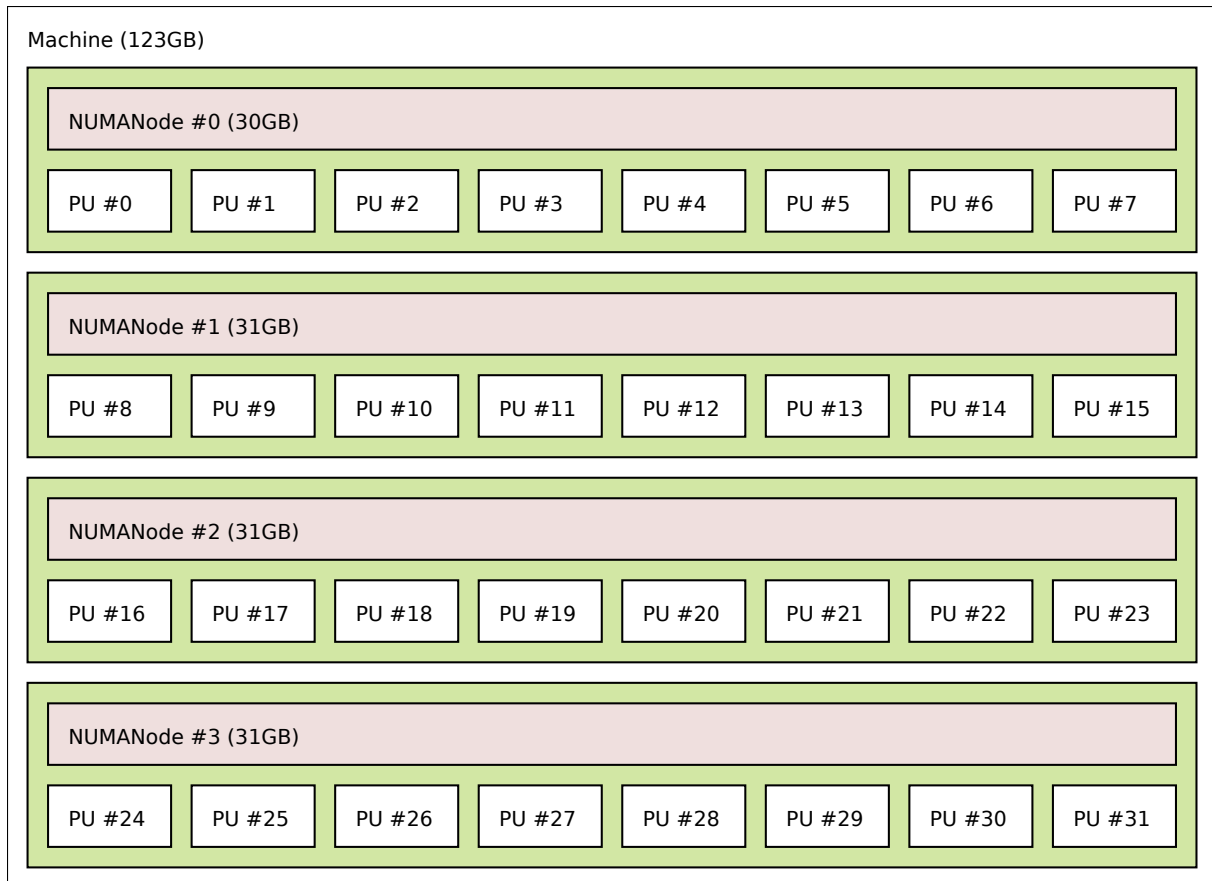 Machine (123GB)
NUMANode #0 (30GB)
PU #0 PU #1 PU #2 PU #3 PU #4 PU #5 PU #6 PU #7
NUMANode #1 (31GB)
PU #8 PU #9 PU #10 PU #11 PU #12 PU #13 PU #14 PU #15
NUMANode #2 (31GB)
PU #16 PU #17 PU #18 PU #19 PU #20 PU #21 PU #22 PU #23
NUMANode #3 (31GB)
PU #24 PU #25 PU #26 PU #27 PU #28 PU #29 PU #30 PU #31